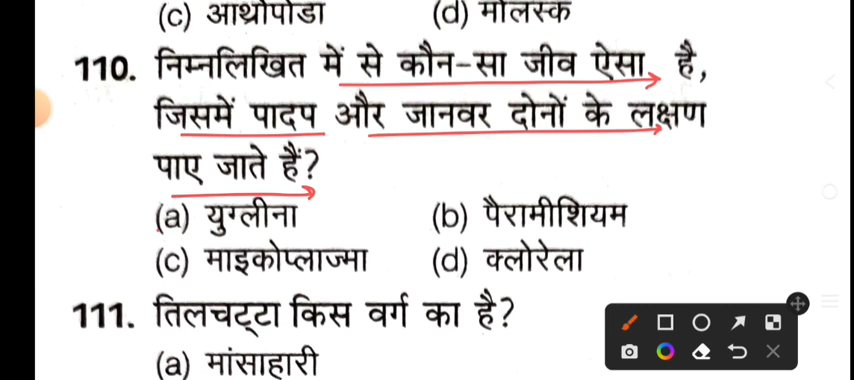 (c) आर्थ्रोपोडा (d) मोलस्क
110. निम्नलिखित में से कौन-सा जीव ऐसा है,
जिसमें पादप और जानवर दोनों के लक्षण
पाए जाते हैं?
(a) युग्लीना (b) पैरामीशियम
(c) माइकोप्लाज्मा (d) क्लोरेला
111. तिलचट्टा किस वर्ग का है?
(a) मांसाहारी